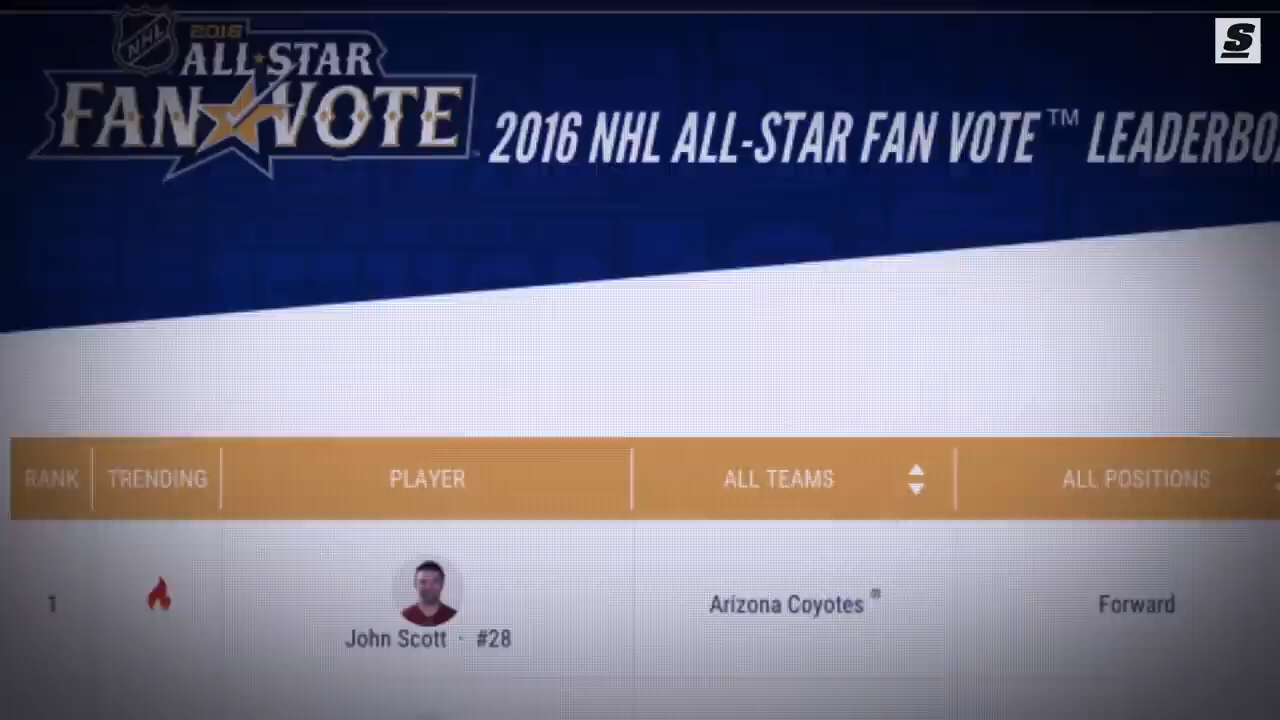 NHL
2016
ALL★STAR
FAN VOTE
2016 NHL ALL-STAR FAN VOTE™ LEADERBOA
S
RANK
TRENDING
PLAYER
ALL TEAMS
ALL POSITIONS
1
John Scott · #28
Arizona Coyotes
Forward